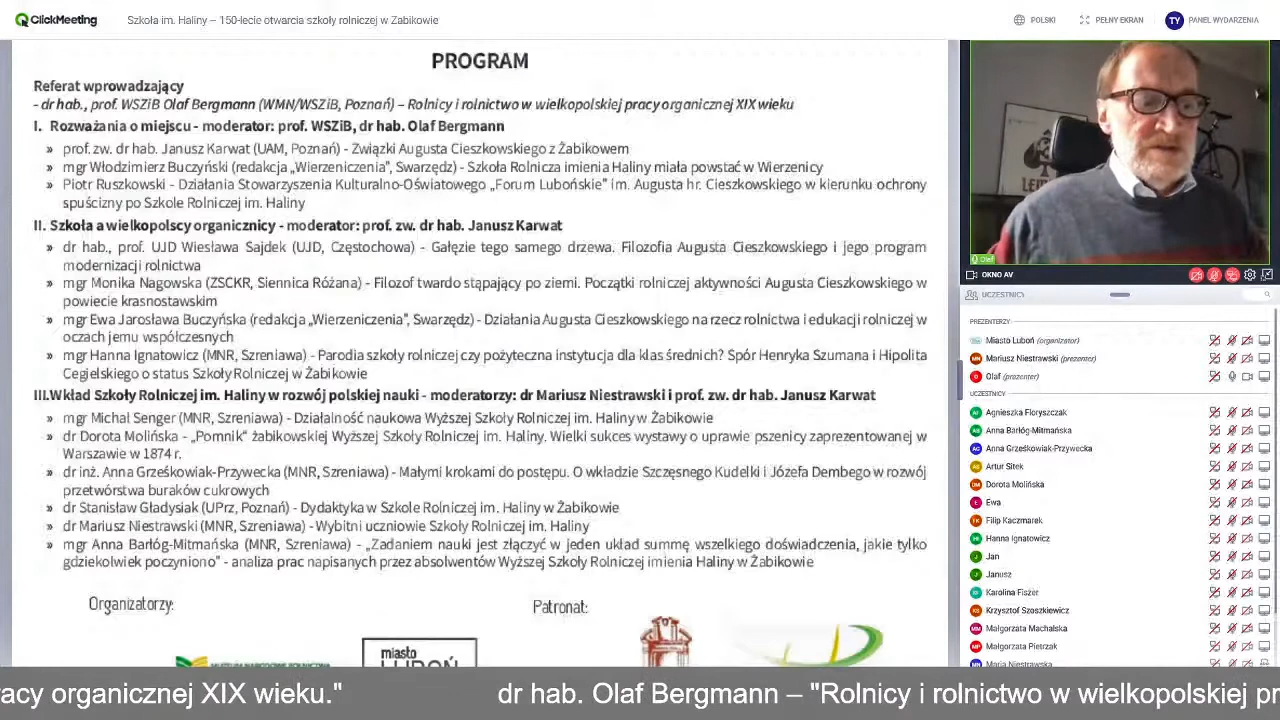 ClickMeeting
Szkoła im. Haliny – 150-lecie otwarcia szkoły rolniczej w Żabikowie
POLSKI
PEŁNY EKRAN
TY
PANEL WYDARZENIA
PROGRAM
Referat wprowadzający
- dr hab., prof. WSZiB Olaf Bergmann (WMN/WSZiB, Poznań) – Rolnicy i rolnictwo w wielkopolskiej pracy organicznej XIX wieku
I. Rozważania o miejscu - moderator: prof. WSZiB, dr hab. Olaf Bergmann
» prof. zw. dr hab. Janusz Karwat (UAM, Poznań) - Związki Augusta Cieszkowskiego z Żabikowem
» mgr Włodzimierz Buczyński (redakcja „Wierzeniczenia”, Swarzędz) - Szkoła Rolnicza imienia Haliny miała powstać w Wierzenicy
» Piotr Ruszkowski - Działania Stowarzyszenia Kulturalno-Oświatowego „Forum Lubońskie” im. Augusta hr. Cieszkowskiego w kierunku ochrony
spuścizny po Szkole Rolniczej im. Haliny
II. Szkoła a wielkopolscy organicznicy - moderator: prof. zw. dr hab. Janusz Karwat
» dr hab., prof. UJD Wiesława Sajdek (UJD, Częstochowa) - Gałęzie tego samego drzewa. Filozofia Augusta Cieszkowskiego i jego program
modernizacji rolnictwa
» mgr Monika Nagowska (ZSCKR, Siennica Różana) - Filozof twardo stąpający po ziemi. Początki rolniczej aktywności Augusta Cieszkowskiego w
powiecie krasnostawskim
» mgr Ewa Jarosława Buczyńska (redakcja „Wierzeniczenia”, Swarzędz) - Działania Augusta Cieszkowskiego na rzecz rolnictwa i edukacji rolniczej w
oczach jemu współczesnych
» mgr Hanna Ignatowicz (MNR, Szreniawa) - Parodia szkoły rolniczej czy pożyteczna instytucja dla klas średnich? Spór Henryka Szumana i Hipolita
Cegielskiego o status Szkoły Rolniczej w Żabikowie
III.Wkład Szkoły Rolniczej im. Haliny w rozwój polskiej nauki - moderatorzy: dr Mariusz Niestrawski i prof. zw. dr hab. Janusz Karwat
» mgr Michał Senger (MNR, Szreniawa) - Działalność naukowa Wyższej Szkoły Rolniczej im. Haliny w Żabikowie
» dr Dorota Molińska - „Pomnik“ żabikowskiej Wyższej Szkoły Rolniczej im. Haliny. Wielki sukces wystawy o uprawie pszenicy zaprezentowanej w
Warszawie w 1874 r.
» dr inż. Anna Grześkowiak-Przywecka (MNR, Szreniawa) - Małymi krokami do postępu. O wkładzie Szczęsnego Kudelki i Józefa Dembego w rozwój
przetwórstwa buraków cukrowych
» dr Stanisław Gładysiak (UPrz, Poznań) - Dydaktyka w Szkole Rolniczej im. Haliny w Żabikowie
» dr Mariusz Niestrawski (MNR, Szreniawa) - Wybitni uczniowie Szkoły Rolniczej im. Haliny
» mgr Anna Barłóg-Mitmańska (MNR, Szreniawa) - „Zadaniem nauki jest złączyć w jeden układ summę wszelkiego doświadczenia, jakie tylko
gdziekolwiek poczyniono” - analiza prac napisanych przez absolwentów Wyższej Szkoły Rolniczej imienia Haliny w Żabikowie
Organizatorzy:
Patronat:
miasto
LUBOŃ
Olaf
OKNO AV
UCZESTNICY
PREZENTERZY
Miasto Luboń (organizator)
MN Mariusz Niestrawski (prezenter)
O Olaf (prezenter)
UCZESTNICY
AF Agnieszka Floryszczak
AB Anna Barłóg-Mitmańska
AG Anna Grześkowiak-Przywecka
AS Artur Sitek
DM Dorota Molińska
E Ewa
FK Filip Kaczmarek
HI Hanna Ignatowicz
J Jan
J Janusz
KF Karolina Fiszer
KS Krzysztof Szoszkiewicz
MM Małgorzata Machalska
MP Małgorzata Pietrzak
Maria Niestrawska
acy organicznej XIX wieku." dr hab. Olaf Bergmann – "Rolnicy i rolnictwo w wielkopolskiej pr